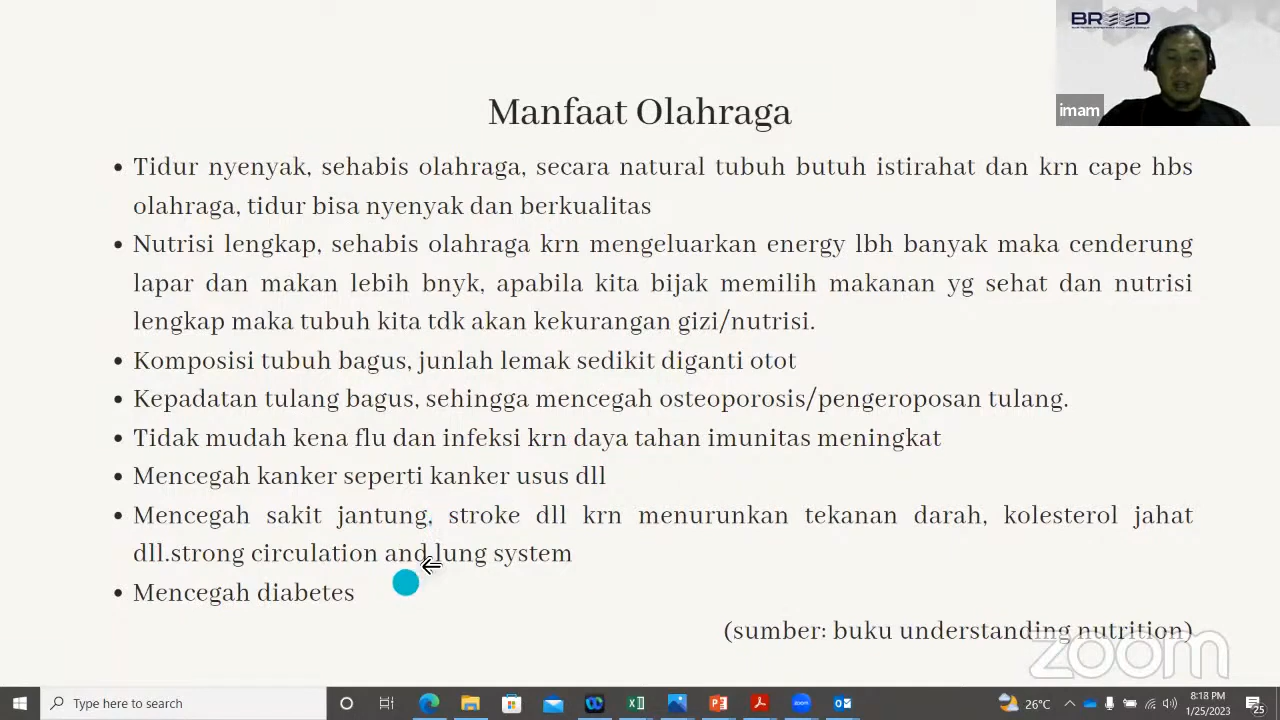 BREED
imam
Manfaat Olahraga
• Tidur nyenyak, sehabis olahraga, secara natural tubuh butuh istirahat dan krn cape hbs
olahraga, tidur bisa nyenyak dan berkualitas
• Nutrisi lengkap, sehabis olahraga krn mengeluarkan energy lbh banyak maka cenderung
lapar dan makan lebih bnyk, apabila kita bijak memilih makanan yg sehat dan nutrisi
lengkap maka tubuh kita tdk akan kekurangan gizi/nutrisi.
• Komposisi tubuh bagus, junlah lemak sedikit diganti otot
• Kepadatan tulang bagus, sehingga mencegah osteoporosis/pengeroposan tulang.
• Tidak mudah kena flu dan infeksi krn daya tahan imunitas meningkat
• Mencegah kanker seperti kanker usus dll
• Mencegah sakit jantung, stroke dll krn menurunkan tekanan darah, kolesterol jahat
dll.strong circulation and lung system
• Mencegah diabetes
(sumber: buku understanding nutrition)
zoom
Type here to search
26°C
8:18 PM
1/25/2023
25